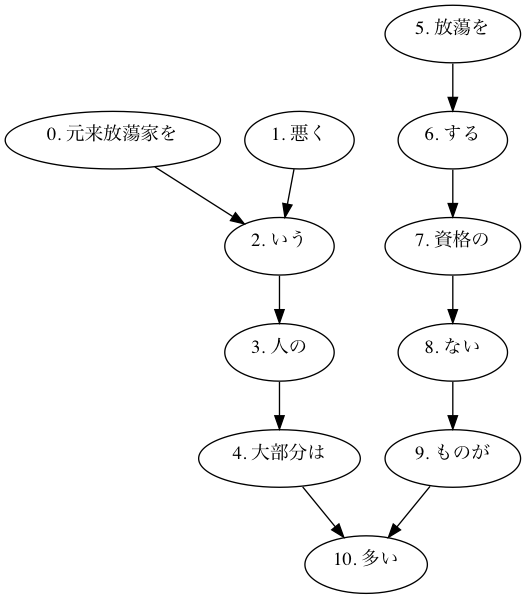 5. 放蕩を
0. 元来放蕩家を
1. 悪く
6. する
2. いう
7. 資格の
3. 人の
8. ない
4. 大部分は
9. ものが
10. 多い